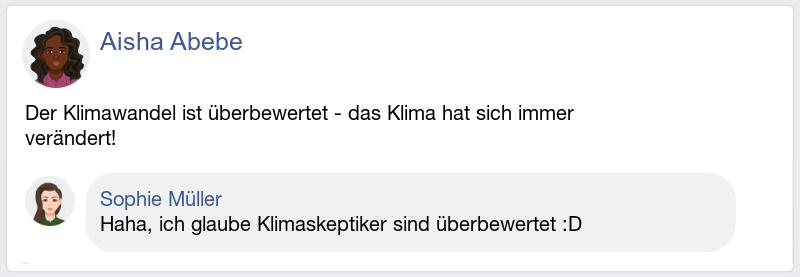 Aisha Abebe
Der Klimawandel ist überbewertet - das Klima hat sich immer
verändert!
Sophie Müller
Haha, ich glaube Klimaskeptiker sind überbewertet :D